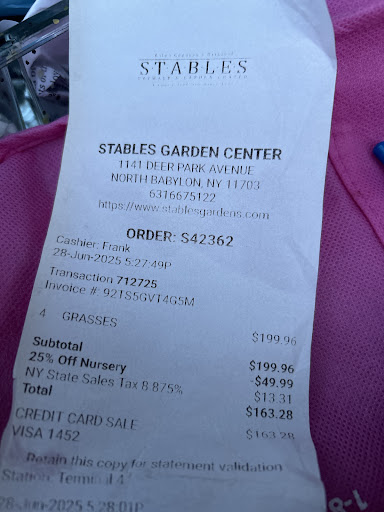 STABLES
STABLES GARDEN CENTER
1141 DEER PARK AVENUE
NORTH BABYLON, NY 11703
6316675122
https://www.stablesgardens.com
ORDER: S42362
Cashier: Frank
28-Jun-2025 5:27:49P
Transaction 712725
Invoice #: 92TS5GVT4G5M
4 GRASSES $199.96
Subtotal $199.96
25% Off Nursery -$49.99
NY State Sales Tax 8.875% $13.31
Total $163.28
CREDIT CARD SALE $163.28
VISA 1452
Retain this copy for statement validation
Station: Terminal 4
28-Jun-2025 5:28:01P